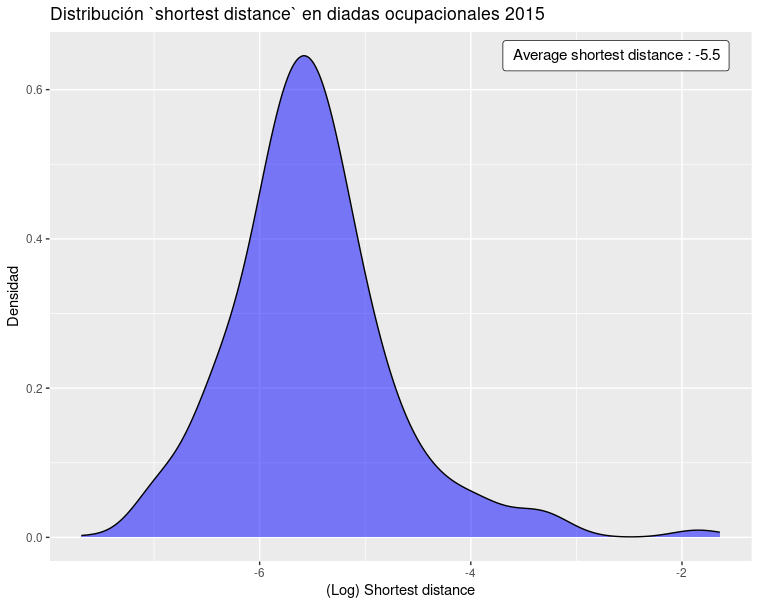 Distribución `shortest distance` en diadas ocupacionales 2015
Average shortest distance : -5.5
0.6
0.4
0.2
0.0
Densidad
-6 -4 -2
(Log) Shortest distance